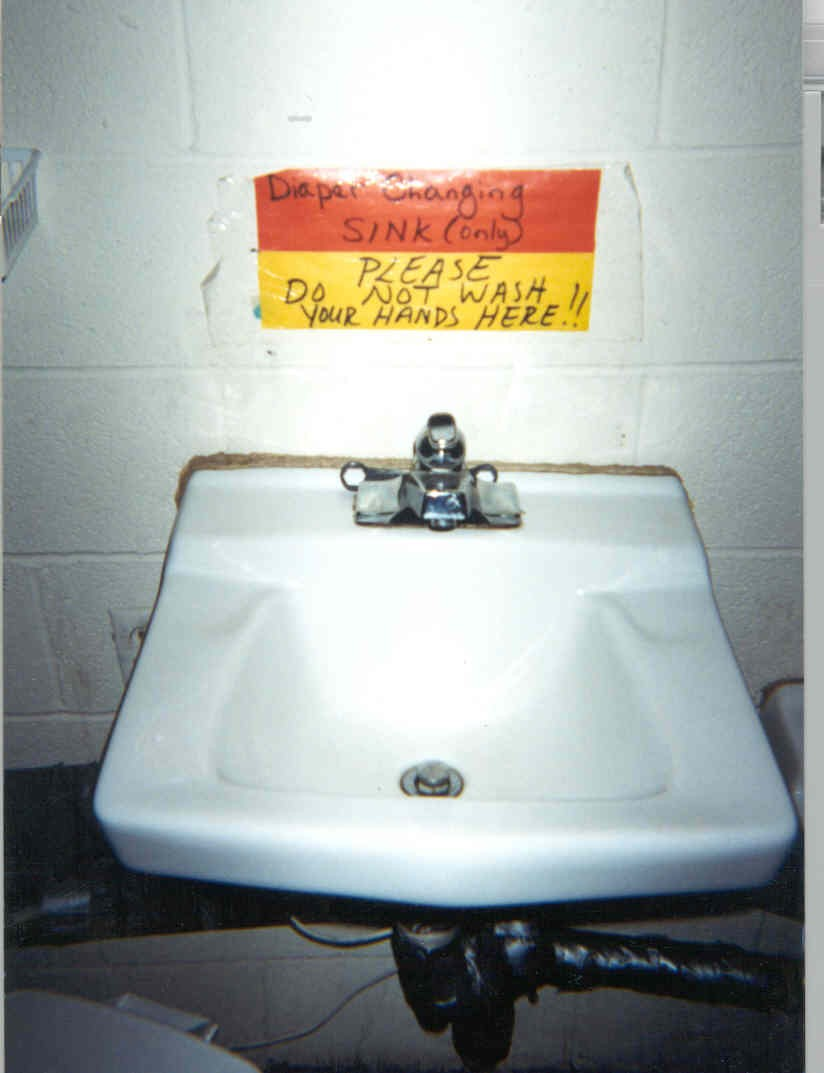 Diaper Changing
SINK (only)
PLEASE
DO NOT WASH
YOUR HANDS HERE!!